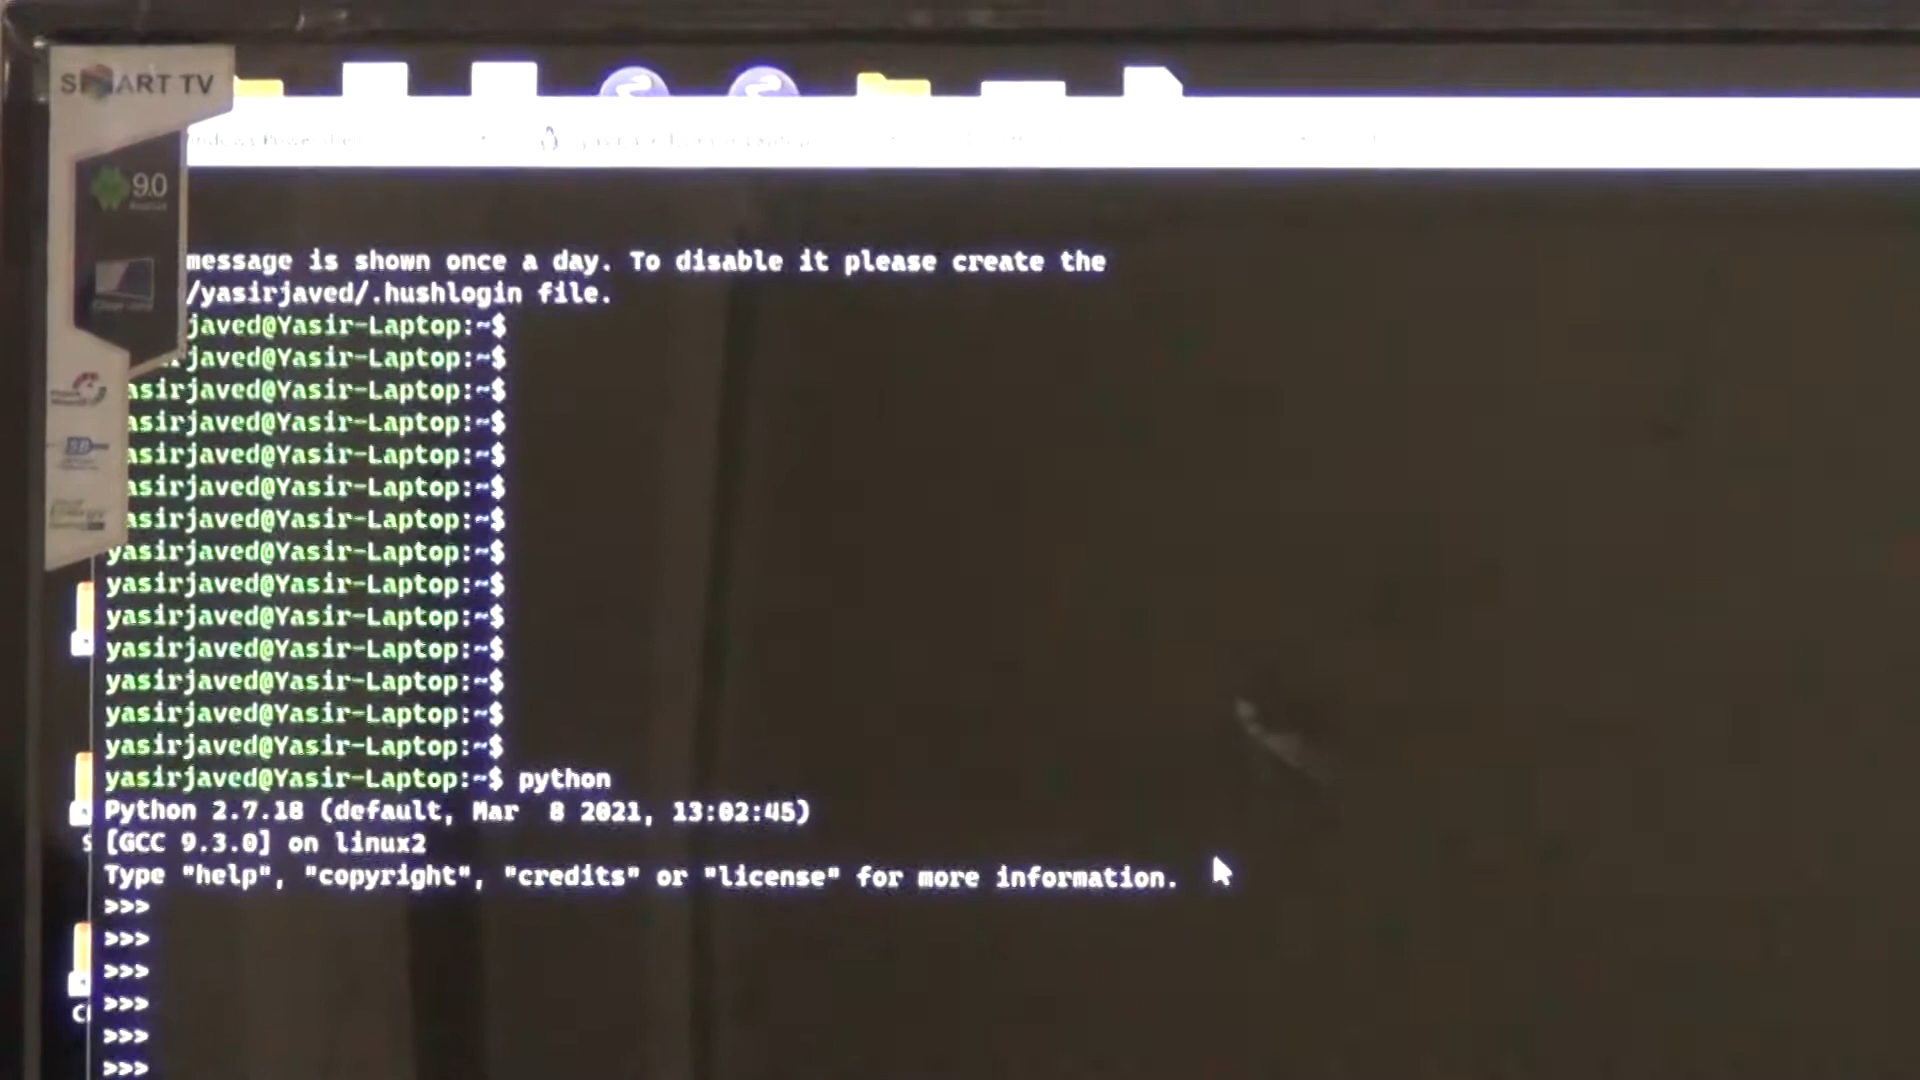 SMART TV
9.0
message is shown once a day. To disable it please create the
/yasirjaved/.hushlogin file.
javed@Yasir-Laptop:~$
javed@Yasir-Laptop:~$
asirjaved@Yasir-Laptop:~$
asirjaved@Yasir-Laptop:~$
asirjaved@Yasir-Laptop:~$
asirjaved@Yasir-Laptop:~$
asirjaved@Yasir-Laptop:~$
yasirjaved@Yasir-Laptop:~$
yasirjaved@Yasir-Laptop:~$
yasirjaved@Yasir-Laptop:~$
yasirjaved@Yasir-Laptop:~$
yasirjaved@Yasir-Laptop:~$
yasirjaved@Yasir-Laptop:~$
yasirjaved@Yasir-Laptop:~$
yasirjaved@Yasir-Laptop:~$ python
Python 2.7.18 (default, Mar  8 2021, 13:02:45)
[GCC 9.3.0] on linux2
Type "help", "copyright", "credits" or "license" for more information.
>>>
>>>
>>>
>>>
>>>
>>>